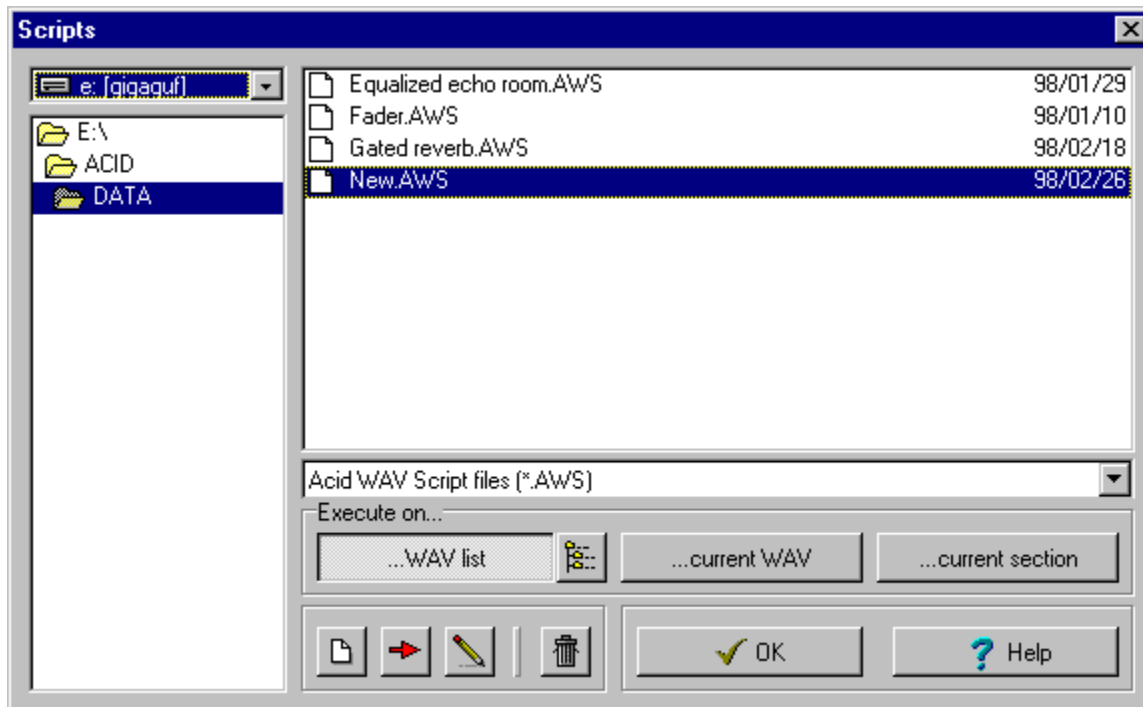 Scripts
e: [gigaguf]
E:\
ACID
DATA
Equalized echo room.AWS 98/01/29
Fader.AWS 98/01/10
Gated reverb.AWS 98/02/18
New.AWS 98/02/26
Acid WAV Script files (*.AWS)
Execute on...
...WAV list ...current WAV ...current section
OK Help